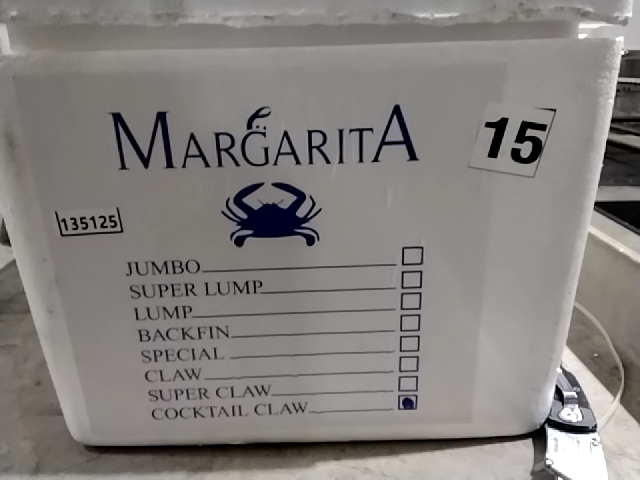 MARGARITA
15
135125
JUMBO
SUPER LUMP
LUMP
BACKFIN
SPECIAL
CLAW
SUPER CLAW
COCKTAIL CLAW